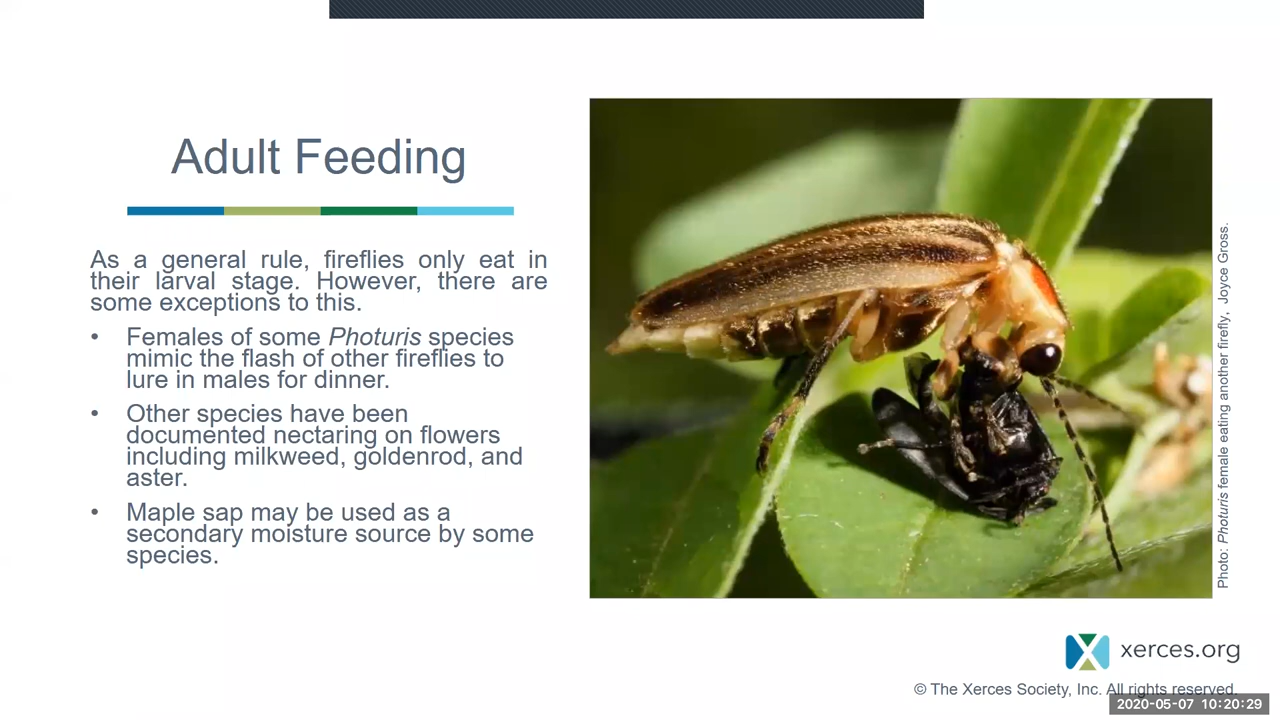 Adult Feeding
As a general rule, fireflies only eat in
their larval stage. However, there are
some exceptions to this.
• Females of some Photuris species
mimic the flash of other fireflies to
lure in males for dinner.
• Other species have been
documented nectaring on flowers
including milkweed, goldenrod, and
aster.
• Maple sap may be used as a
secondary moisture source by some
species.
Photo: Photuris female eating another firefly, Joyce Gross.
xerces.org
© The Xerces Society, Inc. All rights reserved.
2020-05-07 10:20:29